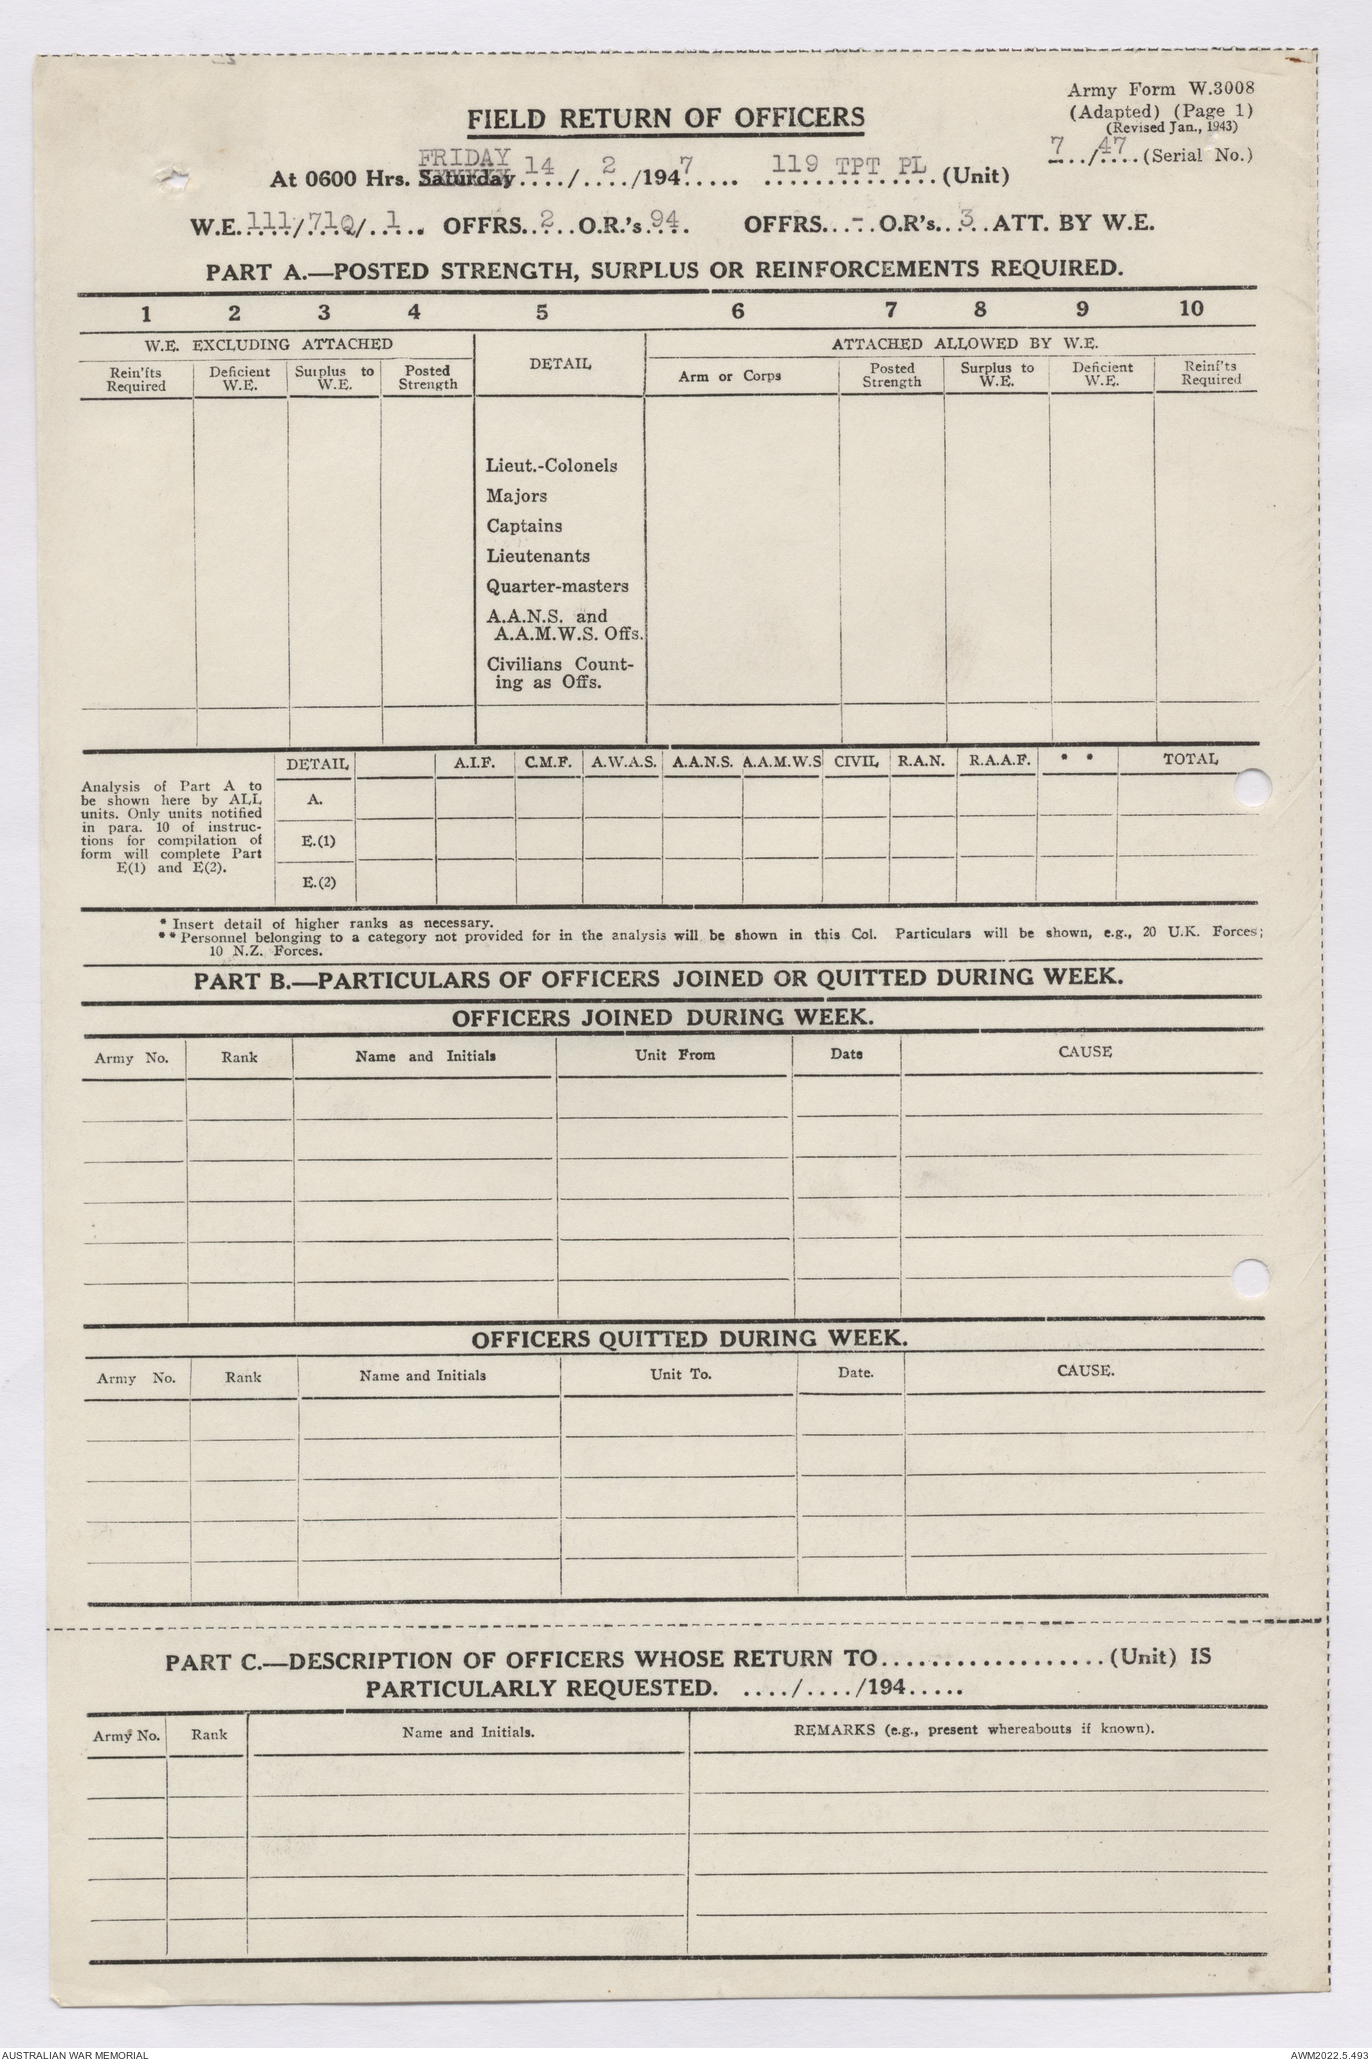 Army Form W.3008
(Adapted) (Page 1)
(Revised Jan., 1943)
7../47..(Serial No.)
FIELD RETURN OF OFFICERS
FRIDAY
At 0600 Hrs. Saturday 14 ..../ 2 ..../194 7 ..... 119 TPT PL (Unit)
W.E. 111/71Q/ 1 OFFRS. 2 O.R.'s 94 OFFRS. - O.R's. 3 ATT. BY W.E.
PART A.—POSTED STRENGTH, SURPLUS OR REINFORCEMENTS REQUIRED.
1 2 3 4 5 6 7 8 9 10
W.E. EXCLUDING ATTACHED DETAIL ATTACHED ALLOWED BY W.E.
Rein'fts Required Deficient W.E. Surplus to W.E. Posted Strength Arm or Corps Posted Strength Surplus to W.E. Deficient W.E. Reinf'ts Required
Lieut.-Colonels
Majors
Captains
Lieutenants
Quarter-masters
A.A.N.S. and
A.A.M.W.S. Offs.
Civilians Count-
ing as Offs.
DETAIL A.I.F. C.M.F. A.W.A.S. A.A.N.S. A.A.M.W.S CIVIL R.A.N. R.A.A.F. * * TOTAL
Analysis of Part A to
be shown here by ALL
units. Only units notified
in para. 10 of instruc-
tions for compilation of
form will complete Part
E(1) and E(2).
A.
E.(1)
E.(2)
* Insert detail of higher ranks as necessary.
** Personnel belonging to a category not provided for in the analysis will be shown in this Col. Particulars will be shown, e.g., 20 U.K. Forces;
10 N.Z. Forces.
PART B.—PARTICULARS OF OFFICERS JOINED OR QUITTED DURING WEEK.
OFFICERS JOINED DURING WEEK.
Army No. Rank Name and Initials Unit From Date CAUSE
OFFICERS QUITTED DURING WEEK.
Army No. Rank Name and Initials Unit To. Date. CAUSE.
PART C.—DESCRIPTION OF OFFICERS WHOSE RETURN TO...................(Unit) IS
PARTICULARLY REQUESTED. ..../..../194.....
Army No. Rank Name and Initials. REMARKS (e.g., present whereabouts if known).
AUSTRALIAN WAR MEMORIAL AWM2022.5.493